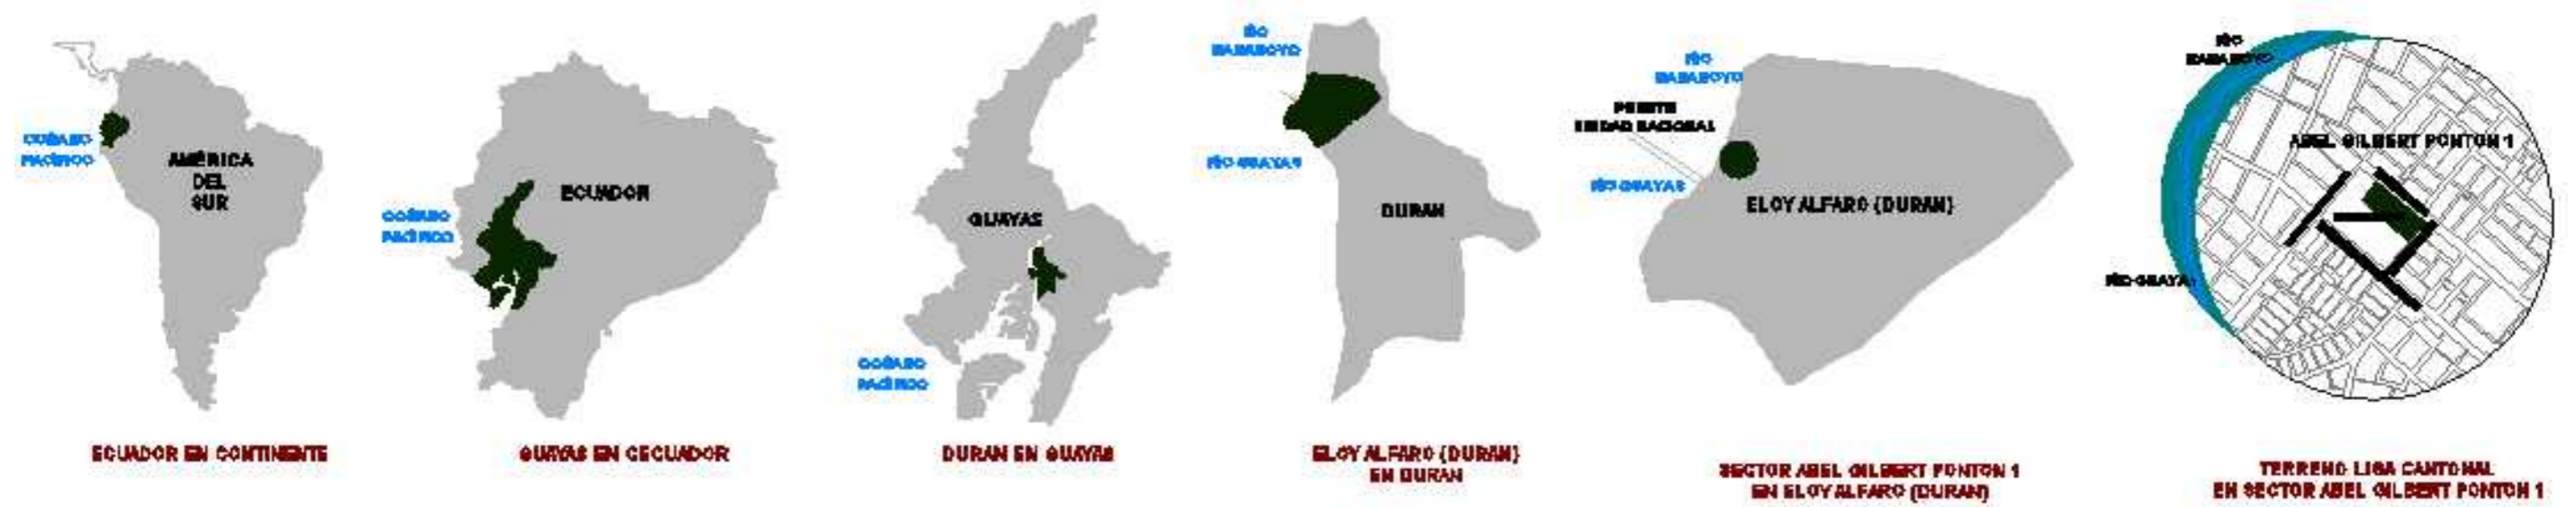 OCÉANO
PACÍFICO
AMÉRICA
DEL
SUR
ECUADOR EN CONTINENTE
OCÉANO
PACÍFICO
ECUADOR
GUAYAS EN CECUADOR
GUAYAS
OCÉANO
PACÍFICO
DURAN EN GUAYAS
RÍO
BABAHOYO
RÍO GUAYAS
DURAN
ELOY ALFARO (DURAN)
EN DURAN
RÍO
BABAHOYO
PUENTE
UNIDAD NACIONAL
RÍO GUAYAS
ELOY ALFARO (DURAN)
SECTOR ABEL GILBERT PONTON 1
EN ELOY ALFARO (DURAN)
RÍO
BABAHOYO
ABEL GILBERT PONTON 1
RÍO GUAYA
TERRENO LIGA CANTONAL
EN SECTOR ABEL GILBERT PONTON 1